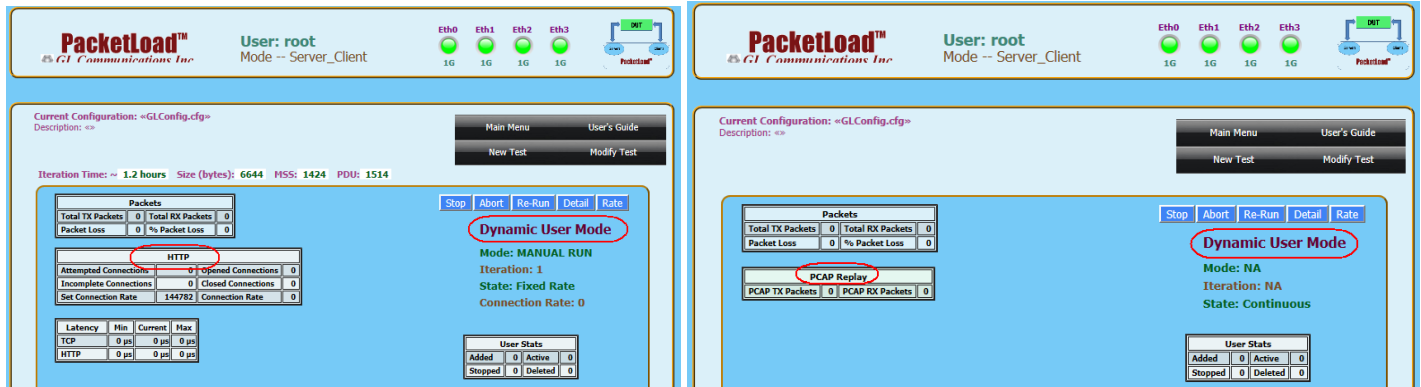 PacketLoad™
GL Communications Inc
User: root
Mode -- Server_Client
Eth0 Eth1 Eth2 Eth3
1G 1G 1G 1G
DUT
PacketLoad™
Current Configuration: «GLConfig.cfg»
Description: «»
Main Menu User's Guide
New Test Modify Test
Iteration Time: ~ 1.2 hours Size (bytes): 6644 MSS: 1424 PDU: 1514
Stop Abort Re-Run Detail Rate
Packets
Total TX Packets 0 Total RX Packets 0
Packet Loss 0 % Packet Loss 0
HTTP
Attempted Connections 0 Opened Connections 0
Incomplete Connections 0 Closed Connections 0
Set Connection Rate 144782 Connection Rate 0
Latency Min Current Max
TCP 0 µs 0 µs 0 µs
HTTP 0 µs 0 µs 0 µs
Dynamic User Mode
Mode: MANUAL RUN
Iteration: 1
State: Fixed Rate
Connection Rate: 0
User Stats
Added 0 Active 0
Stopped 0 Deleted 0
PacketLoad™
GL Communications Inc
User: root
Mode -- Server_Client
Eth0 Eth1 Eth2 Eth3
1G 1G 1G 1G
DUT
PacketLoad™
Current Configuration: «GLConfig.cfg»
Description: «»
Main Menu User's Guide
New Test Modify Test
Stop Abort Re-Run Detail Rate
Packets
Total TX Packets 0 Total RX Packets 0
Packet Loss 0 % Packet Loss 0
PCAP Replay
PCAP TX Packets 0 PCAP RX Packets 0
Dynamic User Mode
Mode: NA
Iteration: NA
State: Continuous
User Stats
Added 0 Active 0
Stopped 0 Deleted 0